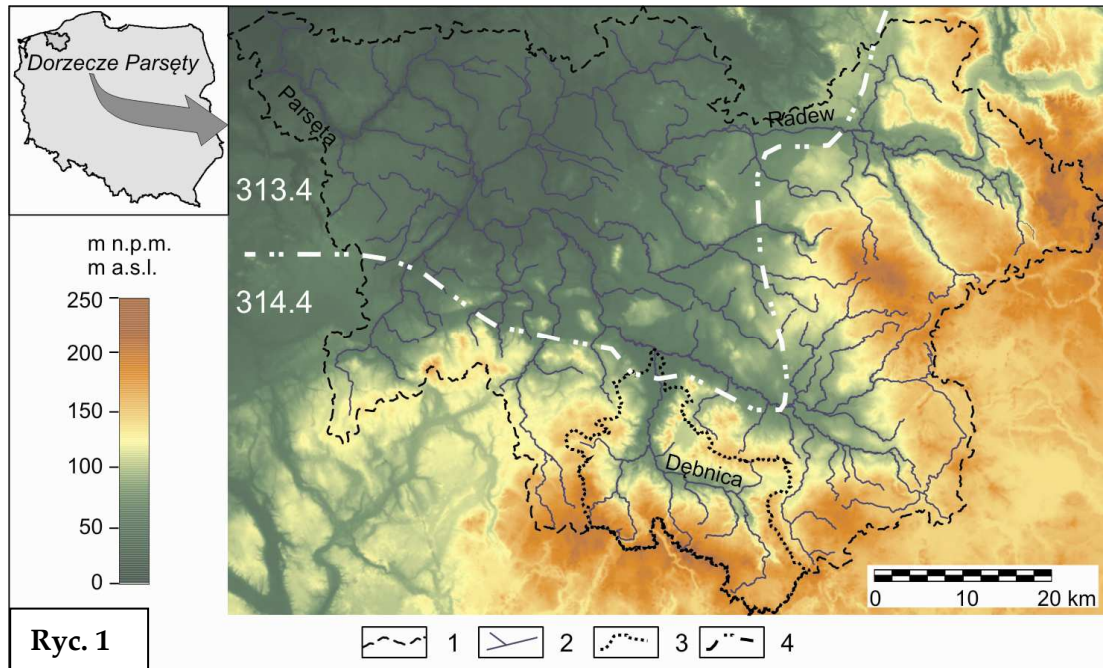 Dorzecze Parsęty
Parsęta
Radew
313.4
314.4
Dębnica
m n.p.m.
m a.s.l.
250
200
150
100
50
0
0 10 20 km
Ryc. 1
1 2 3 4